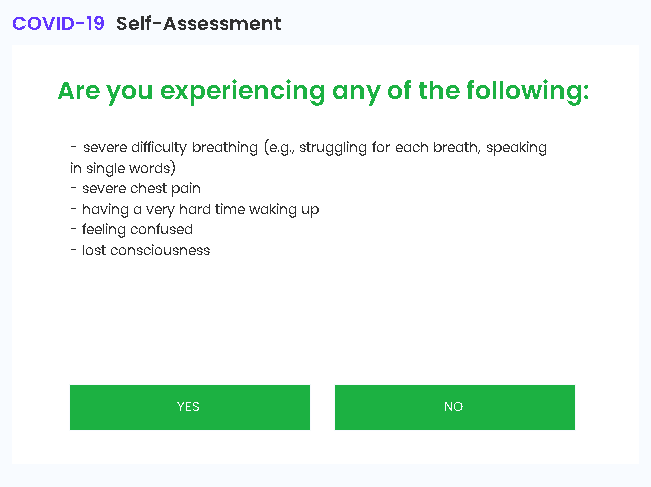 COVID-19 Self-Assessment
Are you experiencing any of the following:
- severe difficulty breathing (e.g., struggling for each breath, speaking
in single words)
- severe chest pain
- having a very hard time waking up
- feeling confused
- lost consciousness
YES NO